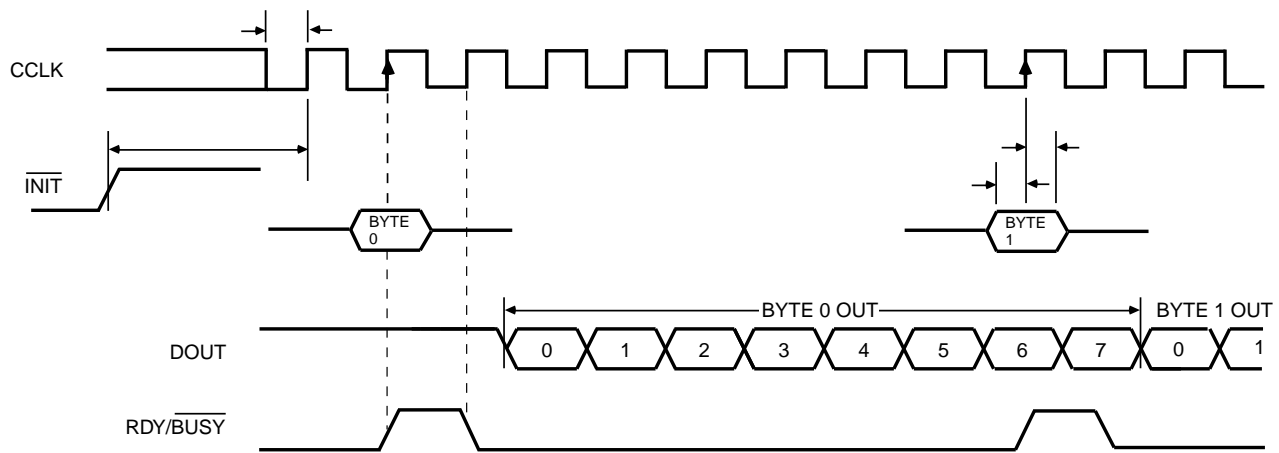 CCLK
INIT
BYTE
0
BYTE
1
BYTE 0 OUT
BYTE 1 OUT
DOUT
0 1 2 3 4 5 6 7 0 1
RDY/BUSY